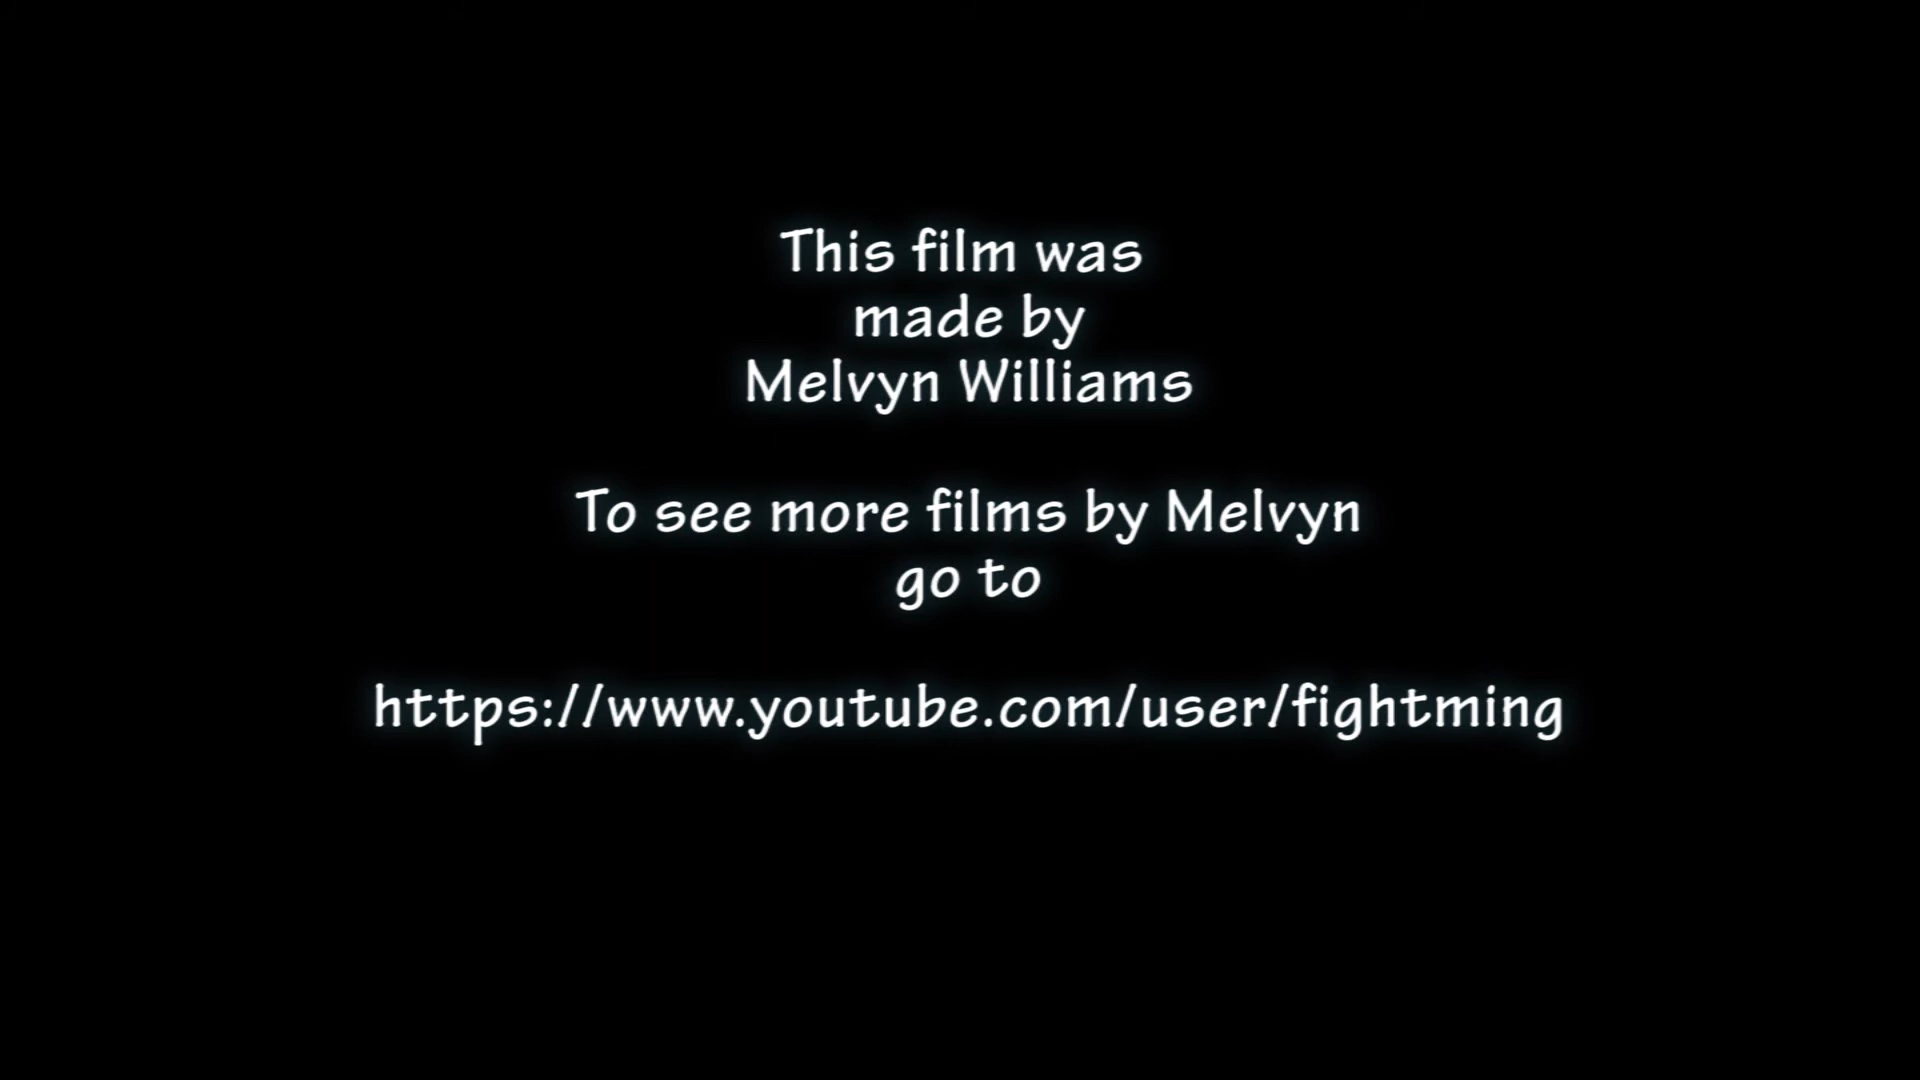 This film was
made by
Melvyn Williams
To see more films by Melvyn
go to
https://www.youtube.com/user/fightming